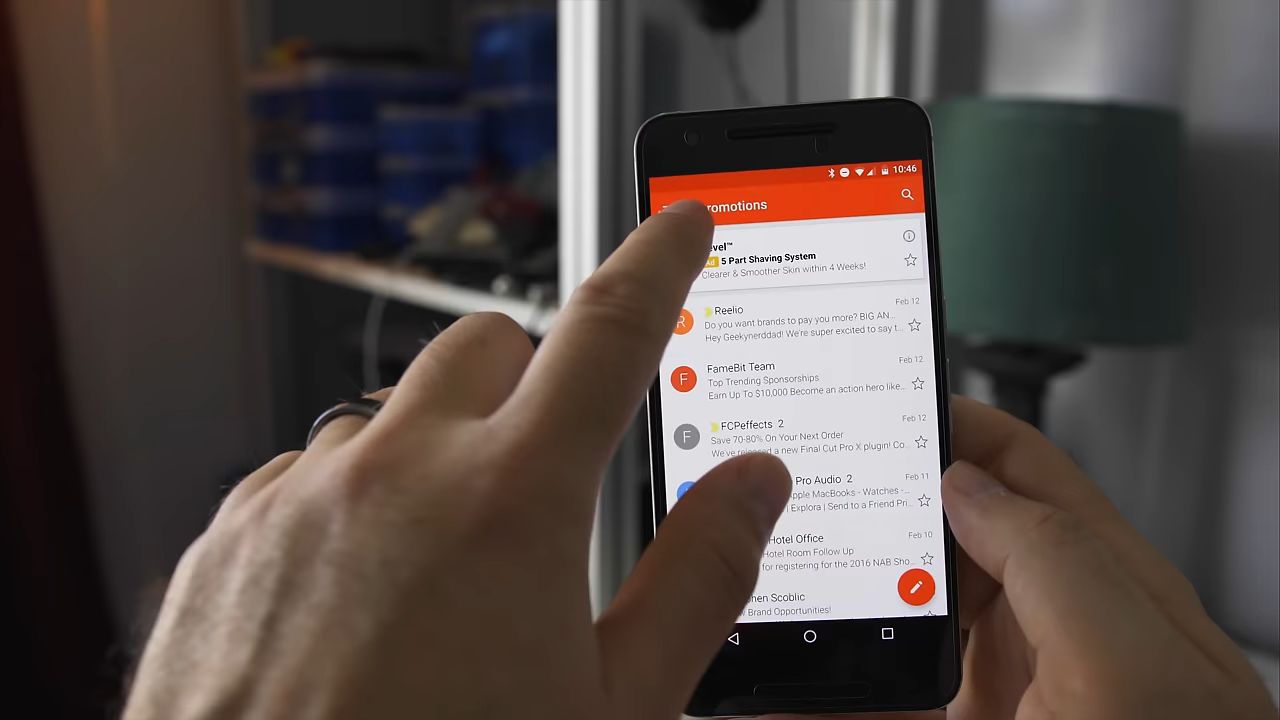 10:46
romotions
evel™
Ad 5 Part Shaving System
Clearer & Smoother Skin within 4 Weeks!
Reelio
Feb 12
Do you want brands to pay you more? BIG AN...
Hey Geekynerddad! We're super excited to say t...
R
FameBit Team
Feb 12
Top Trending Sponsorships
Earn Up To $10,000 Become an action hero like...
F
FCPeffects 2
Feb 12
Save 70-80% On Your Next Order
We've released a new Final Cut Pro X plugin! Co...
F
Pro Audio 2
Feb 11
Apple MacBooks - Watches -...
| Explora | Send to a Friend Pri...
Hotel Office
Feb 10
Hotel Room Follow Up
for registering for the 2016 NAB Sho...
hen Scoblic
Brand Opportunities!